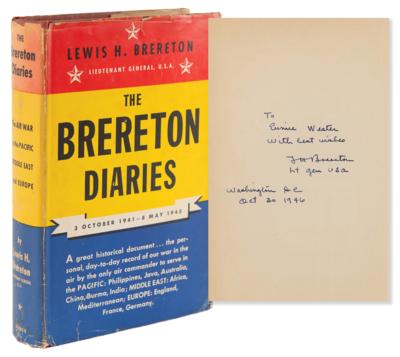 THE
Brereton
Diaries
THE AIR WAR
in the PACIFIC
MIDDLE EAST
and EUROPE
by
Lewis H.
Brereton
LEWIS H. BRERETON
LIEUTENANT GENERAL, U.S.A.
THE
BRERETON
DIARIES
3 OCTOBER 1941–8 MAY 1945
A great historical document... the per-
sonal, day-to-day record of our war in the
air by the only air commander to serve in
the PACIFIC: Philippines, Java, Australia,
China, Burma, India; MIDDLE EAST: Africa,
Mediterranean; EUROPE: England,
France, Germany.
To
Ernie Wester
With best wishes
L H Brereton
Lt gen USA
Washington DC
Oct 30 1946